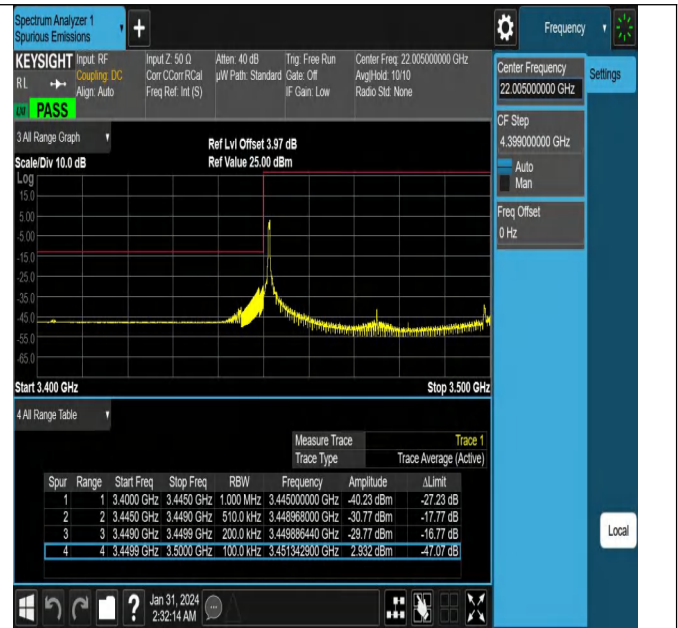 Spectrum Analyzer 1
Spurious Emissions
+
Frequency
KEYSIGHT Input: RF Input Z: 50 Ω Atten: 40 dB Trig: Free Run Center Freq: 22.005000000 GHz
RL Coupling: DC Corr CCorr RCal µW Path: Standard Gate: Off Avg|Hold: 10/10
Align: Auto Freq Ref: Int (S) IF Gain: Low Radio Std: None
PASS
Center Frequency
22.005000000 GHz
Settings
CF Step
4.399000000 GHz
Auto
Man
Freq Offset
0 Hz
3 All Range Graph
Ref Lvl Offset 3.97 dB
Scale/Div 10.0 dB Ref Value 25.00 dBm
Log
15.0
5.00
-5.00
-15.0
-25.0
-35.0
-45.0
-55.0
-65.0
Start 3.400 GHz Stop 3.500 GHz
4 All Range Table
Measure Trace Trace 1
Trace Type Trace Average (Active)
Spur Range Start Freq Stop Freq RBW Frequency Amplitude ΔLimit
1 1 3.4000 GHz 3.4450 GHz 1.000 MHz 3.445000000 GHz -40.23 dBm -27.23 dB
2 2 3.4450 GHz 3.4490 GHz 510.0 kHz 3.448968000 GHz -30.77 dBm -17.77 dB
3 3 3.4490 GHz 3.4499 GHz 200.0 kHz 3.449886440 GHz -29.77 dBm -16.77 dB
4 4 3.4499 GHz 3.5000 GHz 100.0 kHz 3.451342900 GHz 2.932 dBm -47.07 dB
Local
? Jan 31, 2024
2:32:14 AM